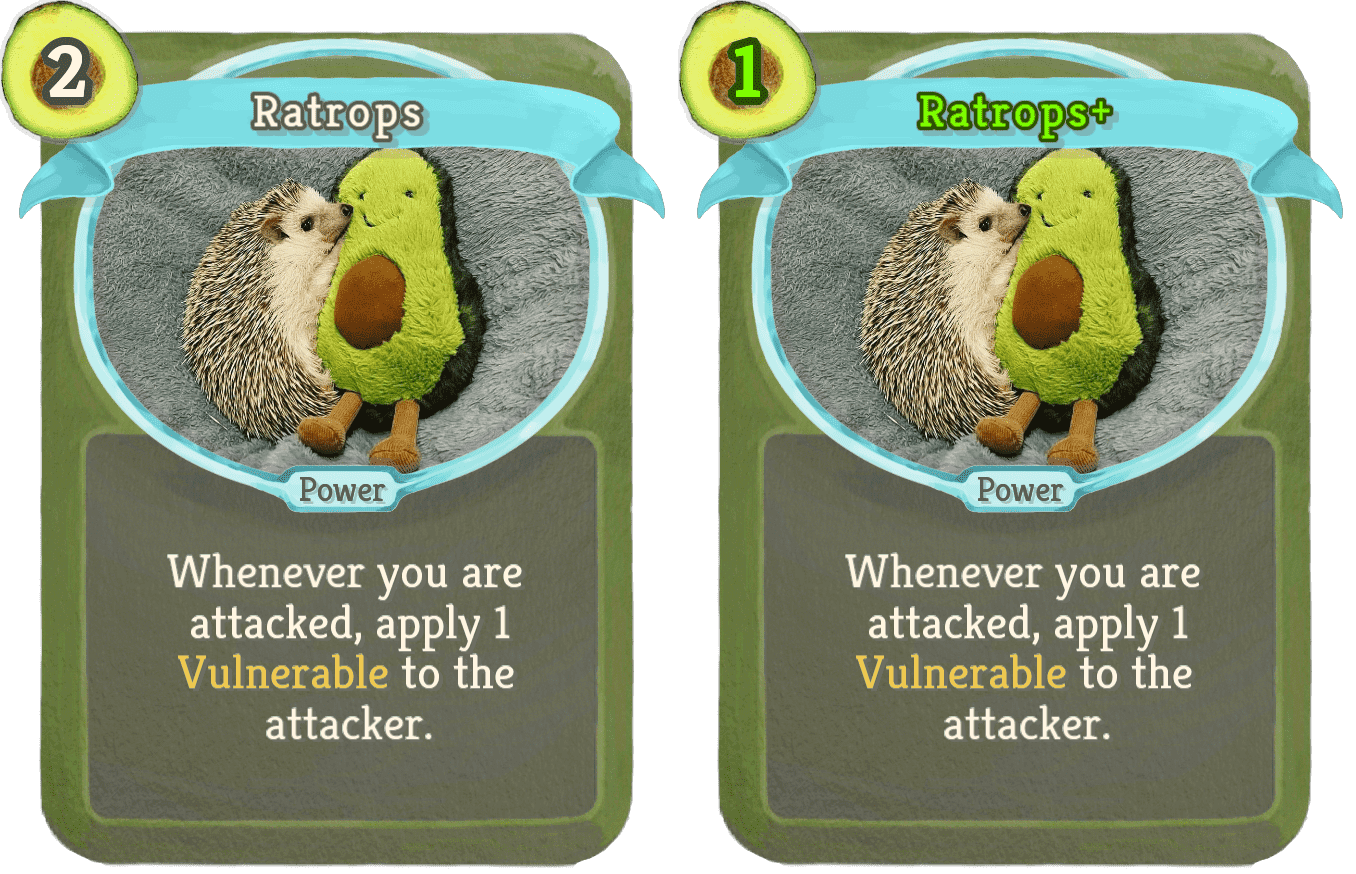 2
Ratrops
Power
Whenever you are
attacked, apply 1
Vulnerable to the
attacker.
1
Ratrops+
Power
Whenever you are
attacked, apply 1
Vulnerable to the
attacker.